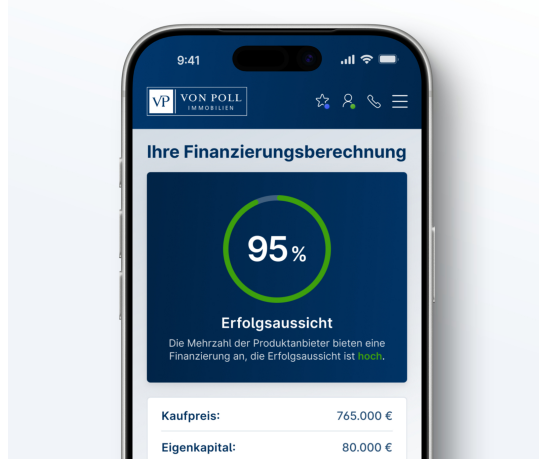 9:41
VP VON POLL
IMMOBILIEN
Ihre Finanzierungsberechnung
95 %
Erfolgsaussicht
Die Mehrzahl der Produktanbieter bieten eine
Finanzierung an, die Erfolgsaussicht ist hoch.
Kaufpreis: 765.000 €
Eigenkapital: 80.000 €